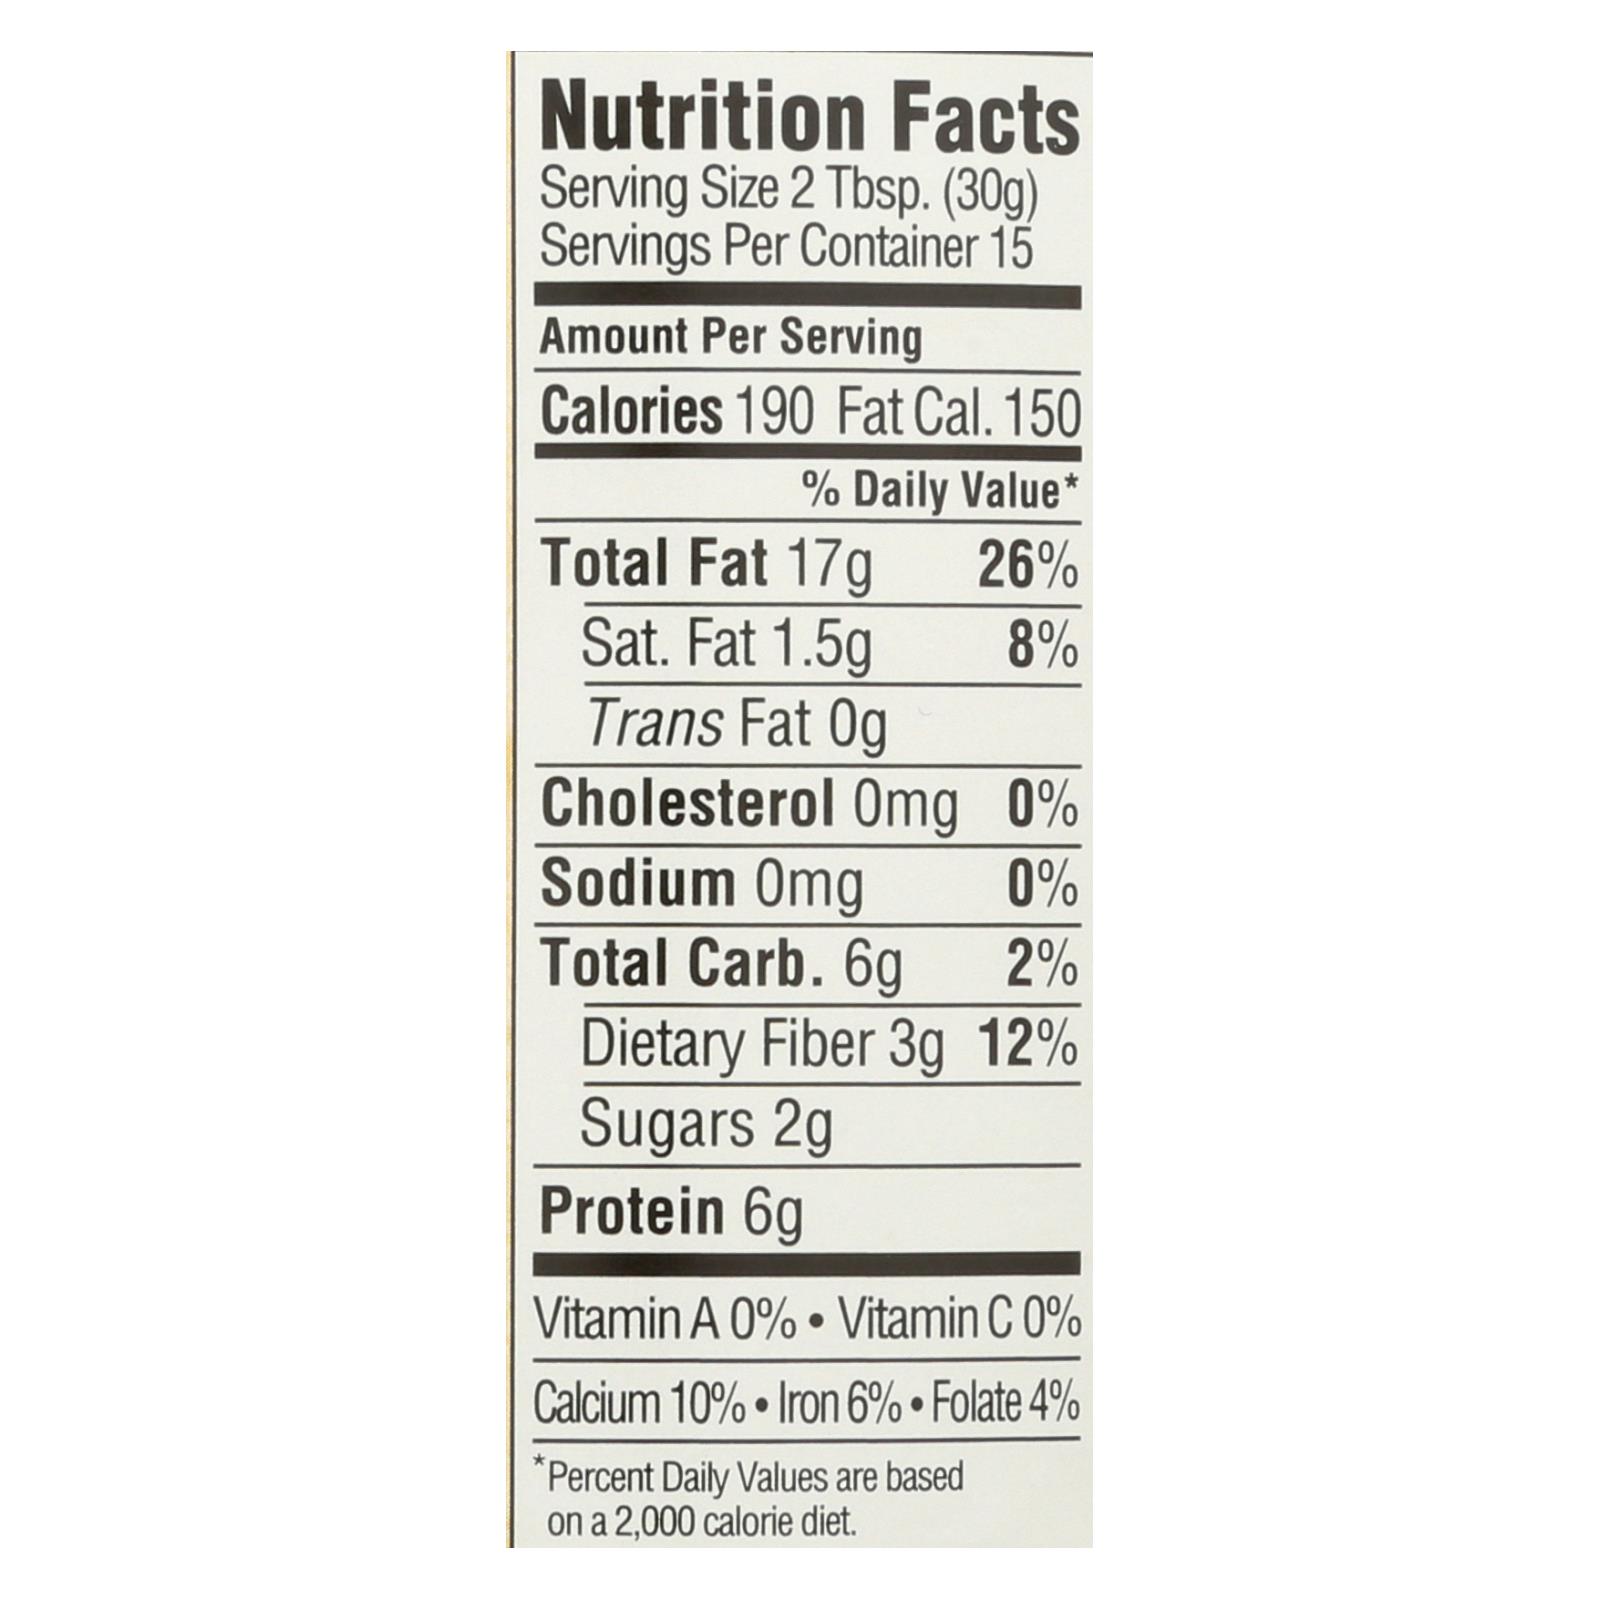 Nutrition Facts
Serving Size 2 Tbsp. (30g)
Servings Per Container 15
Amount Per Serving
Calories 190 Fat Cal. 150
% Daily Value*
Total Fat 17g 26%
Sat. Fat 1.5g 8%
Trans Fat 0g
Cholesterol 0mg 0%
Sodium 0mg 0%
Total Carb. 6g 2%
Dietary Fiber 3g 12%
Sugars 2g
Protein 6g
Vitamin A 0% • Vitamin C 0%
Calcium 10% • Iron 6% • Folate 4%
*Percent Daily Values are based
on a 2,000 calorie diet.